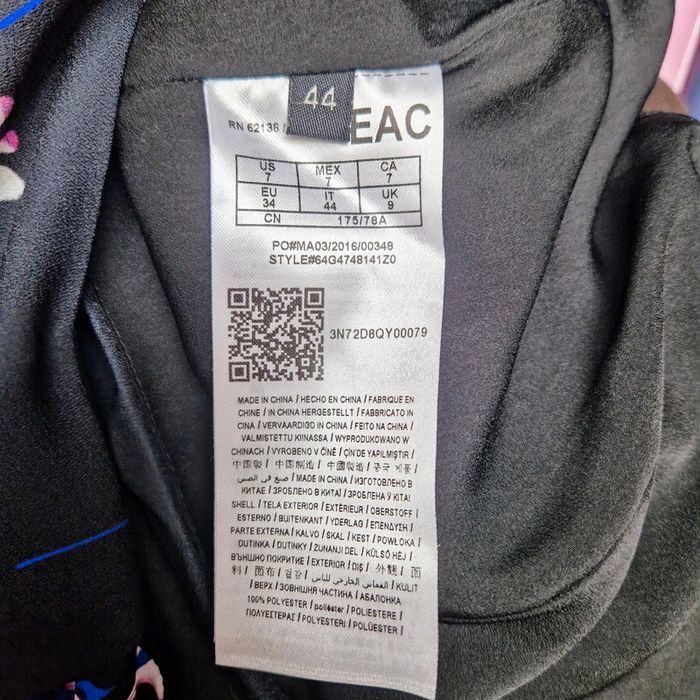 44
EAC
RN 62136 /
US MEX CA
7 7 7
EU IT UK
34 44 9
CN 175/78A
PO#MA03/2016/00348
STYLE#64G4748141Z0
3N72D8QY00079
MADE IN CHINA / HECHO EN CHINA / FABRIQUÉ EN
CHINE / IN CHINA HERGESTELLT / FABBRICATO IN
CINA / VERVAARDIGD IN CHINA / FEITO NA CHINA /
VALMISTETTU KIINASSA / WYPRODUKOWANO W
CHINACH / VYROBENO V ČÍNĚ / ÇİN'DE YAPILMIŞTIR /
中国製 / 中国制造 / 中國製造 / 중국 제품 /
صنع في الصين / MADE IN CHINA / ИЗГОТОВЛЕНО В
КИТАЕ / ЗРОБЛЕНО В КИТАЇ / ЗРОБЛЕНА Ў КІТАІ
SHELL / TELA EXTERIOR / EXTÉRIEUR / OBERSTOFF /
ESTERNO / BUITENKANT / YDERLAG / ΕΠΕΝΔΥΣΗ /
PARTE EXTERNA / KALVO / SKAL / KEST / POWŁOKA /
DUTINKA / DUTINKY / ZUNANJI DEL / KÜLSŐ HÉJ /
ВЪНШНО ПОКРИТИЕ / EXTERIOR / DIŞ / 外麵 / 面
料 / 面布 / 겉감 / القماش الخارجي للباس / KULIT
/ ВЕРХ / ЗОВНІШНЯ ЧАСТИНА / АБАЛОНКА
100% POLYESTER / poliéster / POLIESTERE /
ΠΟΛΥΕΣΤΕΡΑΣ / POLIÉSTER / POLÜESTER /